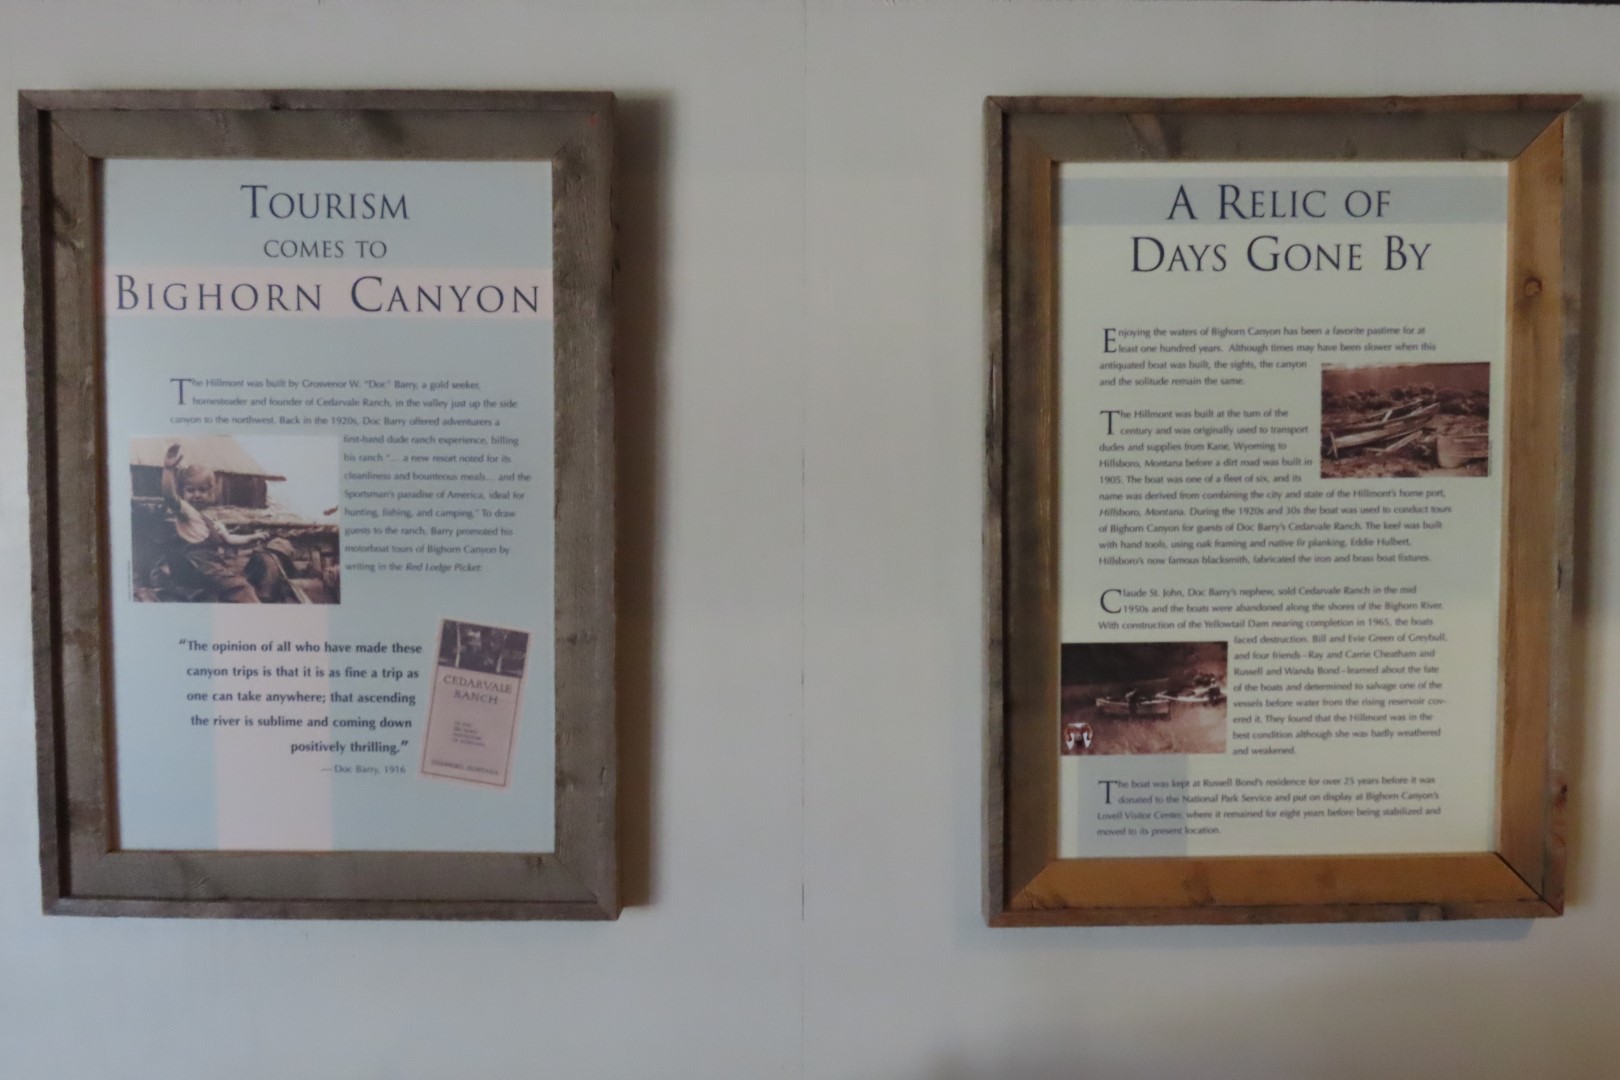 TOURISM
COMES TO
BIGHORN CANYON
The Hillmont was built by Grosvenor W. "Doc" Barry, a gold seeker,
homesteader and founder of Cedarvale Ranch, in the valley just up the side
canyon to the northwest. Back in the 1920s, Doc Barry offered adventurers a
first-hand dude ranch experience, billing
his ranch "... a new resort noted for its
cleanliness and bounteous meals... and the
Sportsman's paradise of America, ideal for
hunting, fishing, and camping." To draw
guests to the ranch, Barry promoted his
motorboat tours of Bighorn Canyon by
writing in the Red Lodge Picket:
"The opinion of all who have made these
canyon trips is that it is as fine a trip as
one can take anywhere; that ascending
the river is sublime and coming down
positively thrilling."
— Doc Barry, 1916
CEDARVALE
RANCH
A RELIC OF
DAYS GONE BY
Enjoying the waters of Bighorn Canyon has been a favorite pastime for at
least one hundred years. Although times may have been slower when this
antiquated boat was built, the sights, the canyon
and the solitude remain the same.
The Hillmont was built at the turn of the
century and was originally used to transport
dudes and supplies from Kane, Wyoming to
Hillsboro, Montana before a dirt road was built in
1905. The boat was one of a fleet of six, and its
name was derived from combining the city and state of the Hillmont's home port,
Hillsboro, Montana. During the 1920s and 30s the boat was used to conduct tours
of Bighorn Canyon for guests of Doc Barry's Cedarvale Ranch. The keel was built
with hand tools, using oak framing and native fir planking. Eddie Hulbert,
Hillsboro's now famous blacksmith, fabricated the iron and brass boat fixtures.
Claude St. John, Doc Barry's nephew, sold Cedarvale Ranch in the mid
1950s and the boats were abandoned along the shores of the Bighorn River.
With construction of the Yellowtail Dam nearing completion in 1965, the boats
faced destruction. Bill and Evie Green of Greybull,
and four friends–Ray and Carrie Cheatham and
Russell and Wanda Bond–learned about the fate
of the boats and determined to salvage one of the
vessels before water from the rising reservoir cov-
ered it. They found that the Hillmont was in the
best condition although she was badly weathered
and weakened.
The boat was kept at Russell Bond's residence for over 25 years before it was
donated to the National Park Service and put on display at Bighorn Canyon's
Lovell Visitor Center, where it remained for eight years before being stabilized and
moved to its present location.